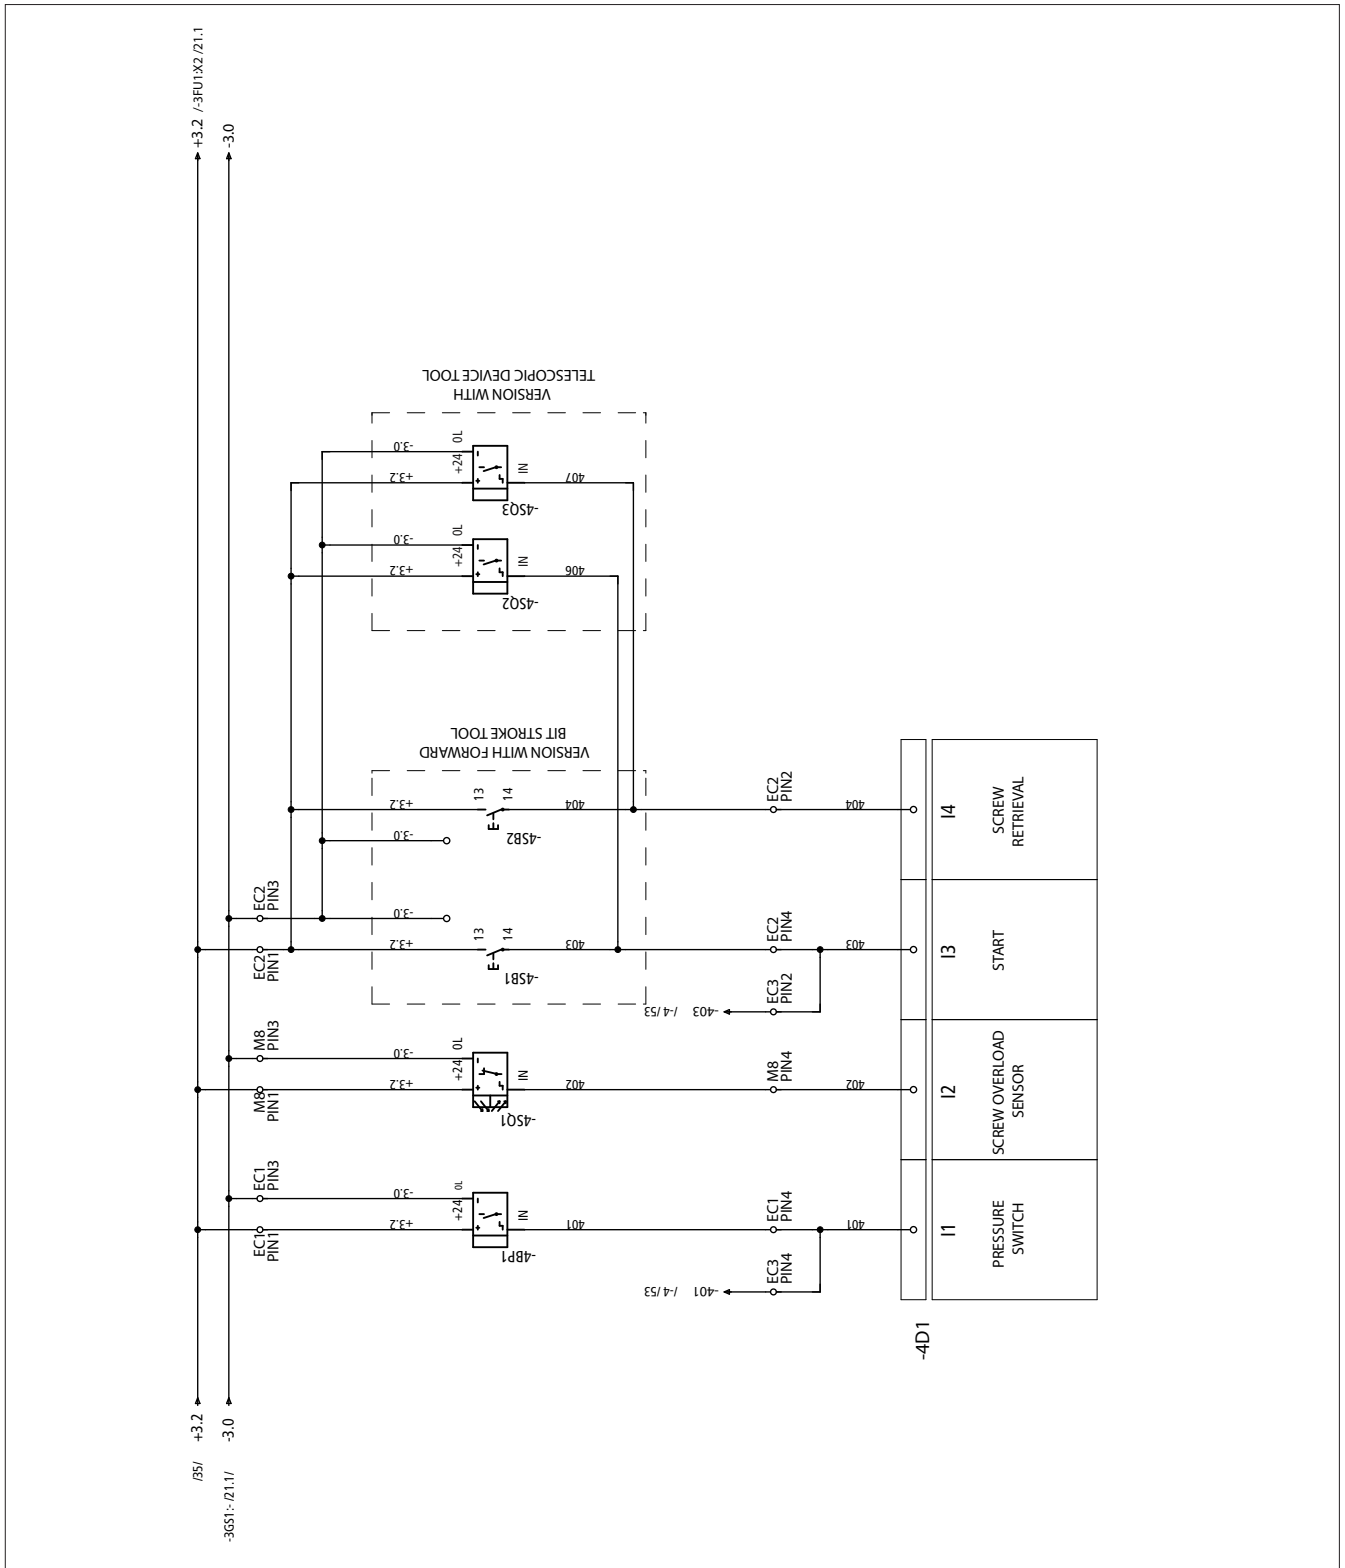 +3.2 /-3FU1:X2 /21.1
-3.0
VERSION WITH
TELESCOPIC DEVICE TOOL
-3.0
+24 0L
+3.2
IN
407
-4SQ3
-3.0
+24 0L
+3.2
IN
406
-4SQ2
VERSION WITH FORWARD
BIT STROKE TOOL
+3.2
13
14
404
-4SB2
-3.0
EC2
PIN2
404
I4
SCREW
RETRIEVAL
EC2
PIN3
-3.0
EC2
PIN1
+3.2
13
14
403
-4SB1
EC2
PIN4
403
I3
START
EC3
PIN2
-403 /-4/53
M8
PIN3
-3.0
+24 0L
M8
PIN1
+3.2
IN
402
-4SQ1
M8
PIN4
402
I2
SCREW OVERLOAD
SENSOR
EC1
PIN3
-3.0
+24 0L
EC1
PIN1
+3.2
IN
401
-4BP1
EC1
PIN4
401
I1
PRESSURE
SWITCH
EC3
PIN4
-401 /-4/53
-4D1
/35/ +3.2
-3GS1:- /21.1/ -3.0